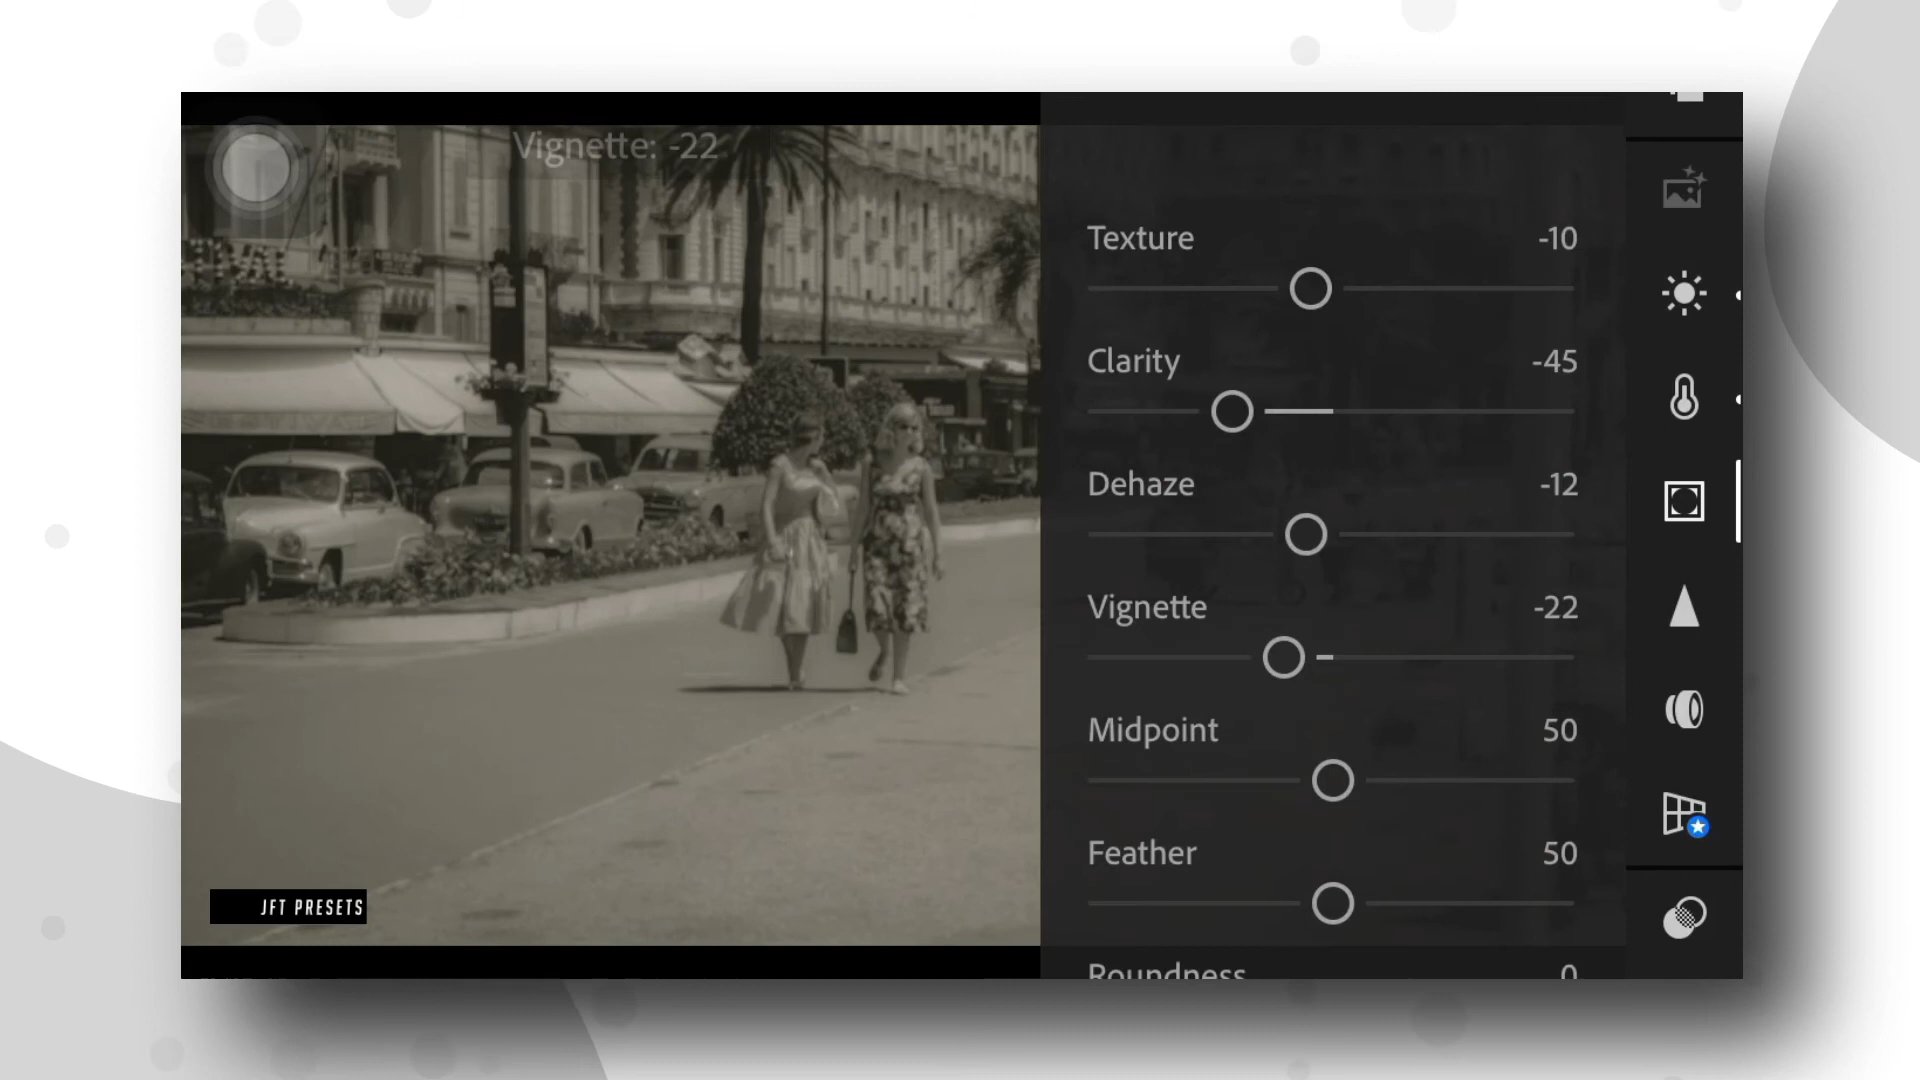 Vignette: -22
Texture -10
Clarity -45
Dehaze -12
Vignette -22
Midpoint 50
Feather 50
Roundness 0
JFT PRESETS